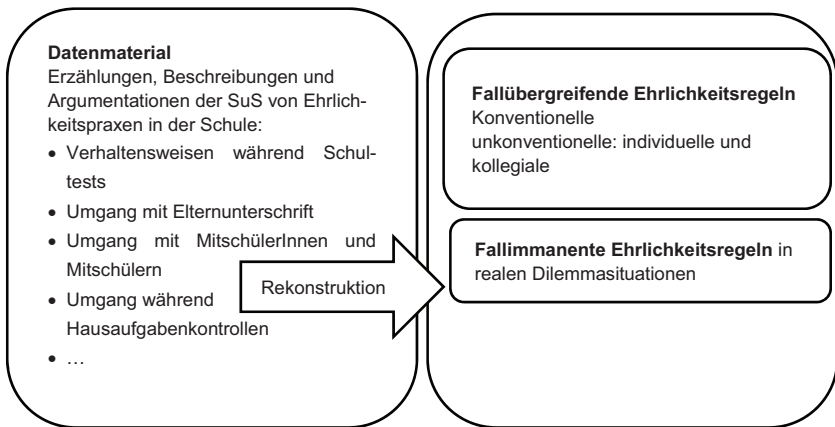 Datenmaterial
Erzählungen, Beschreibungen und
Argumentationen der SuS von Ehrlich-
keitspraxen in der Schule:
• Verhaltensweisen während Schul-
tests
• Umgang mit Elternunterschrift
• Umgang mit MitschülerInnen und
Mitschülern
• Umgang während
Hausaufgabenkontrollen
• …
Rekonstruktion
Fallübergreifende Ehrlichkeitsregeln
Konventionelle
unkonventionelle: individuelle und
kollegiale
Fallimmanente Ehrlichkeitsregeln in
realen Dilemmasituationen